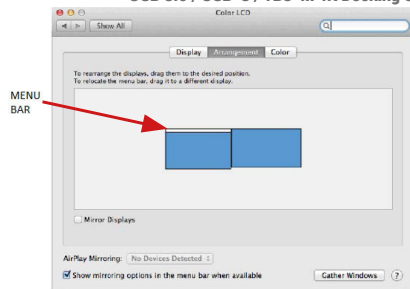 Color LCD
Show All
Display Arrangement Color
To rearrange the displays, drag them to the desired position.
To relocate the menu bar, drag it to a different display.
MENU
BAR
Mirror Displays
AirPlay Mirroring: No Devices Detected
Show mirroring options in the menu bar when available
Gather Windows ?